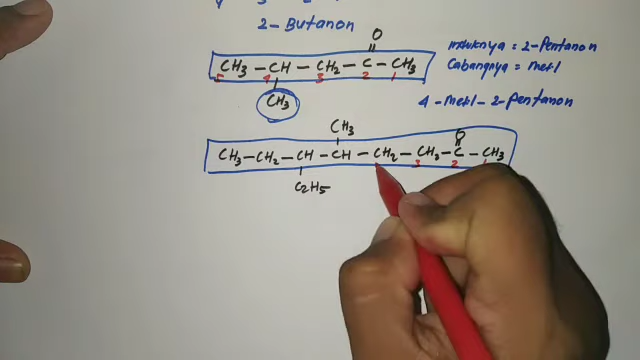 2-Butanon
O
CH3 - CH - CH2 - C - CH3
5 4 3 2 1
CH3
Induknya = 2-Pentanon
Cabangnya = metil
4-metil-2-Pentanon
CH3
O
CH3 - CH2 - CH - CH - CH2 - CH2 - C - CH3
3 2 1
C2H5